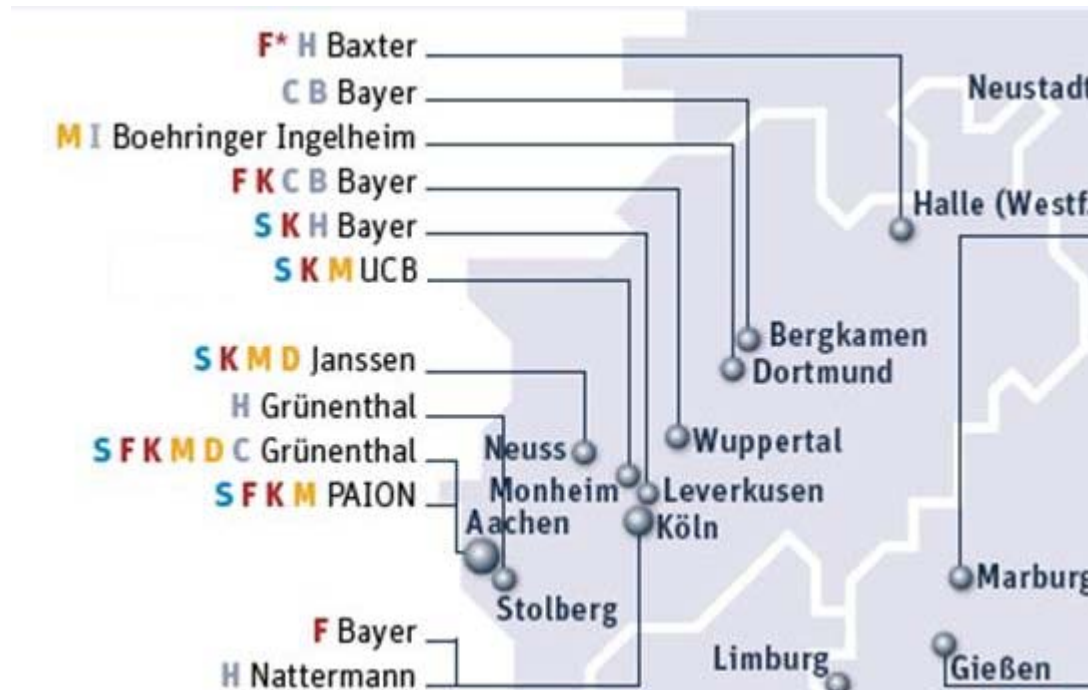 F* H Baxter
C B Bayer
M I Boehringer Ingelheim
F K C B Bayer
S K H Bayer
S K M UCB
S K M D Janssen
H Grünenthal
S F K M D C Grünenthal
S F K M PAION
F Bayer
H Nattermann
Neustadt
Halle (Westf.
Bergkamen
Dortmund
Wuppertal
Neuss
Monheim
Leverkusen
Köln
Aachen
Stolberg
Marburg
Limburg
Gießen